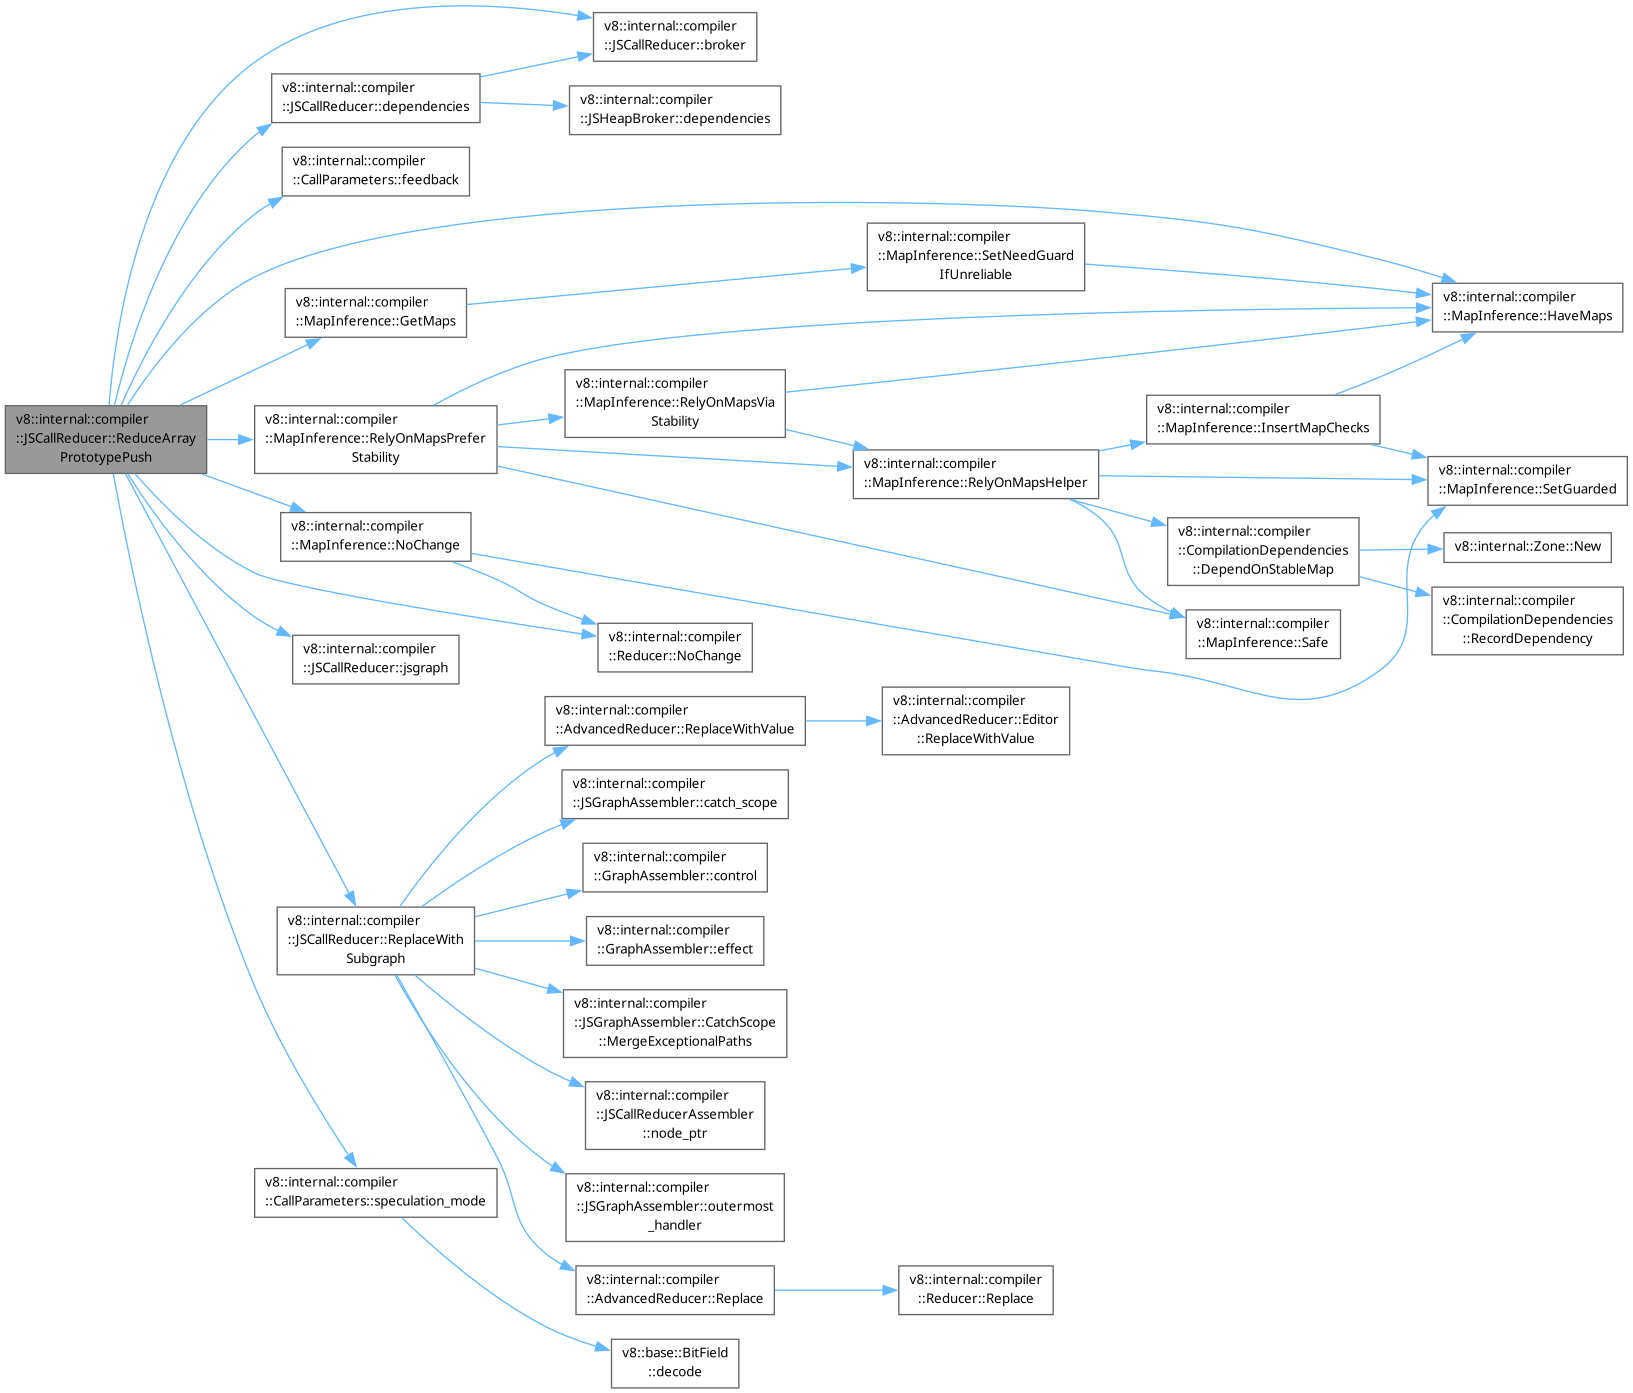 v8::internal::compiler
::JSCallReducer::ReduceArray
PrototypePush
v8::internal::compiler
::JSCallReducer::broker
v8::internal::compiler
::JSCallReducer::dependencies
v8::internal::compiler
::JSHeapBroker::dependencies
v8::internal::compiler
::CallParameters::feedback
v8::internal::compiler
::MapInference::SetNeedGuard
IfUnreliable
v8::internal::compiler
::MapInference::GetMaps
v8::internal::compiler
::MapInference::HaveMaps
v8::internal::compiler
::MapInference::RelyOnMapsVia
Stability
v8::internal::compiler
::MapInference::RelyOnMapsPrefer
Stability
v8::internal::compiler
::MapInference::InsertMapChecks
v8::internal::compiler
::MapInference::RelyOnMapsHelper
v8::internal::compiler
::MapInference::SetGuarded
v8::internal::compiler
::MapInference::NoChange
v8::internal::compiler
::CompilationDependencies
::DependOnStableMap
v8::internal::Zone::New
v8::internal::compiler
::CompilationDependencies
::RecordDependency
v8::internal::compiler
::MapInference::Safe
v8::internal::compiler
::Reducer::NoChange
v8::internal::compiler
::JSCallReducer::jsgraph
v8::internal::compiler
::AdvancedReducer::ReplaceWithValue
v8::internal::compiler
::AdvancedReducer::Editor
::ReplaceWithValue
v8::internal::compiler
::JSGraphAssembler::catch_scope
v8::internal::compiler
::GraphAssembler::control
v8::internal::compiler
::JSCallReducer::ReplaceWith
Subgraph
v8::internal::compiler
::GraphAssembler::effect
v8::internal::compiler
::JSGraphAssembler::CatchScope
::MergeExceptionalPaths
v8::internal::compiler
::JSCallReducerAssembler
::node_ptr
v8::internal::compiler
::CallParameters::speculation_mode
v8::internal::compiler
::JSGraphAssembler::outermost
_handler
v8::internal::compiler
::AdvancedReducer::Replace
v8::internal::compiler
::Reducer::Replace
v8::base::BitField
::decode